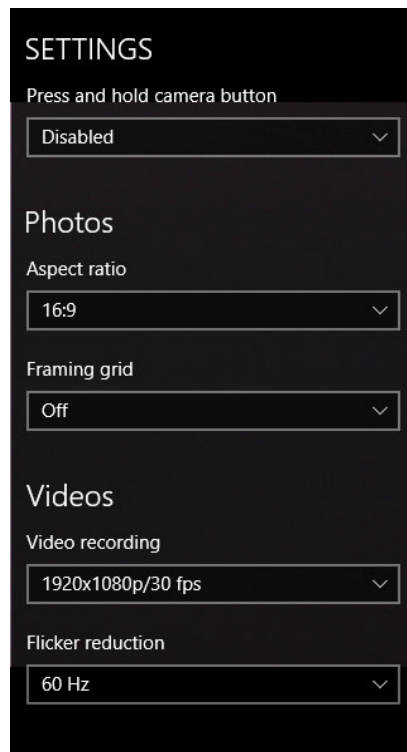 SETTINGS
Press and hold camera button
Disabled
Photos
Aspect ratio
16:9
Framing grid
Off
Videos
Video recording
1920x1080p/30 fps
Flicker reduction
60 Hz